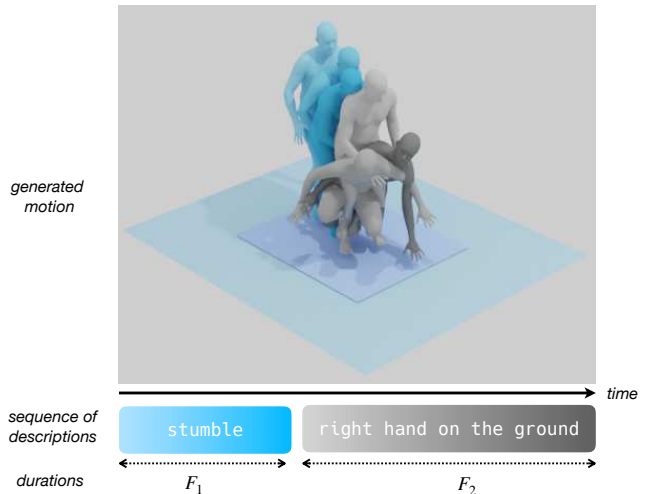 generated
motion
time
sequence of
descriptions
stumble
right hand on the ground
durations
F1
F2